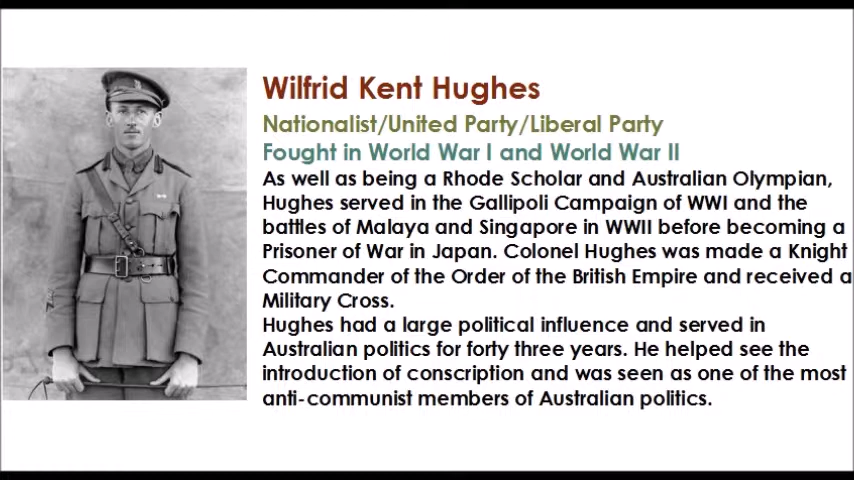 Wilfrid Kent Hughes
Nationalist/United Party/Liberal Party
Fought in World War I and World War II
As well as being a Rhode Scholar and Australian Olympian,
Hughes served in the Gallipoli Campaign of WWI and the
battles of Malaya and Singapore in WWII before becoming a
Prisoner of War in Japan. Colonel Hughes was made a Knight
Commander of the Order of the British Empire and received a
Military Cross.
Hughes had a large political influence and served in
Australian politics for forty three years. He helped see the
introduction of conscription and was seen as one of the most
anti-communist members of Australian politics.